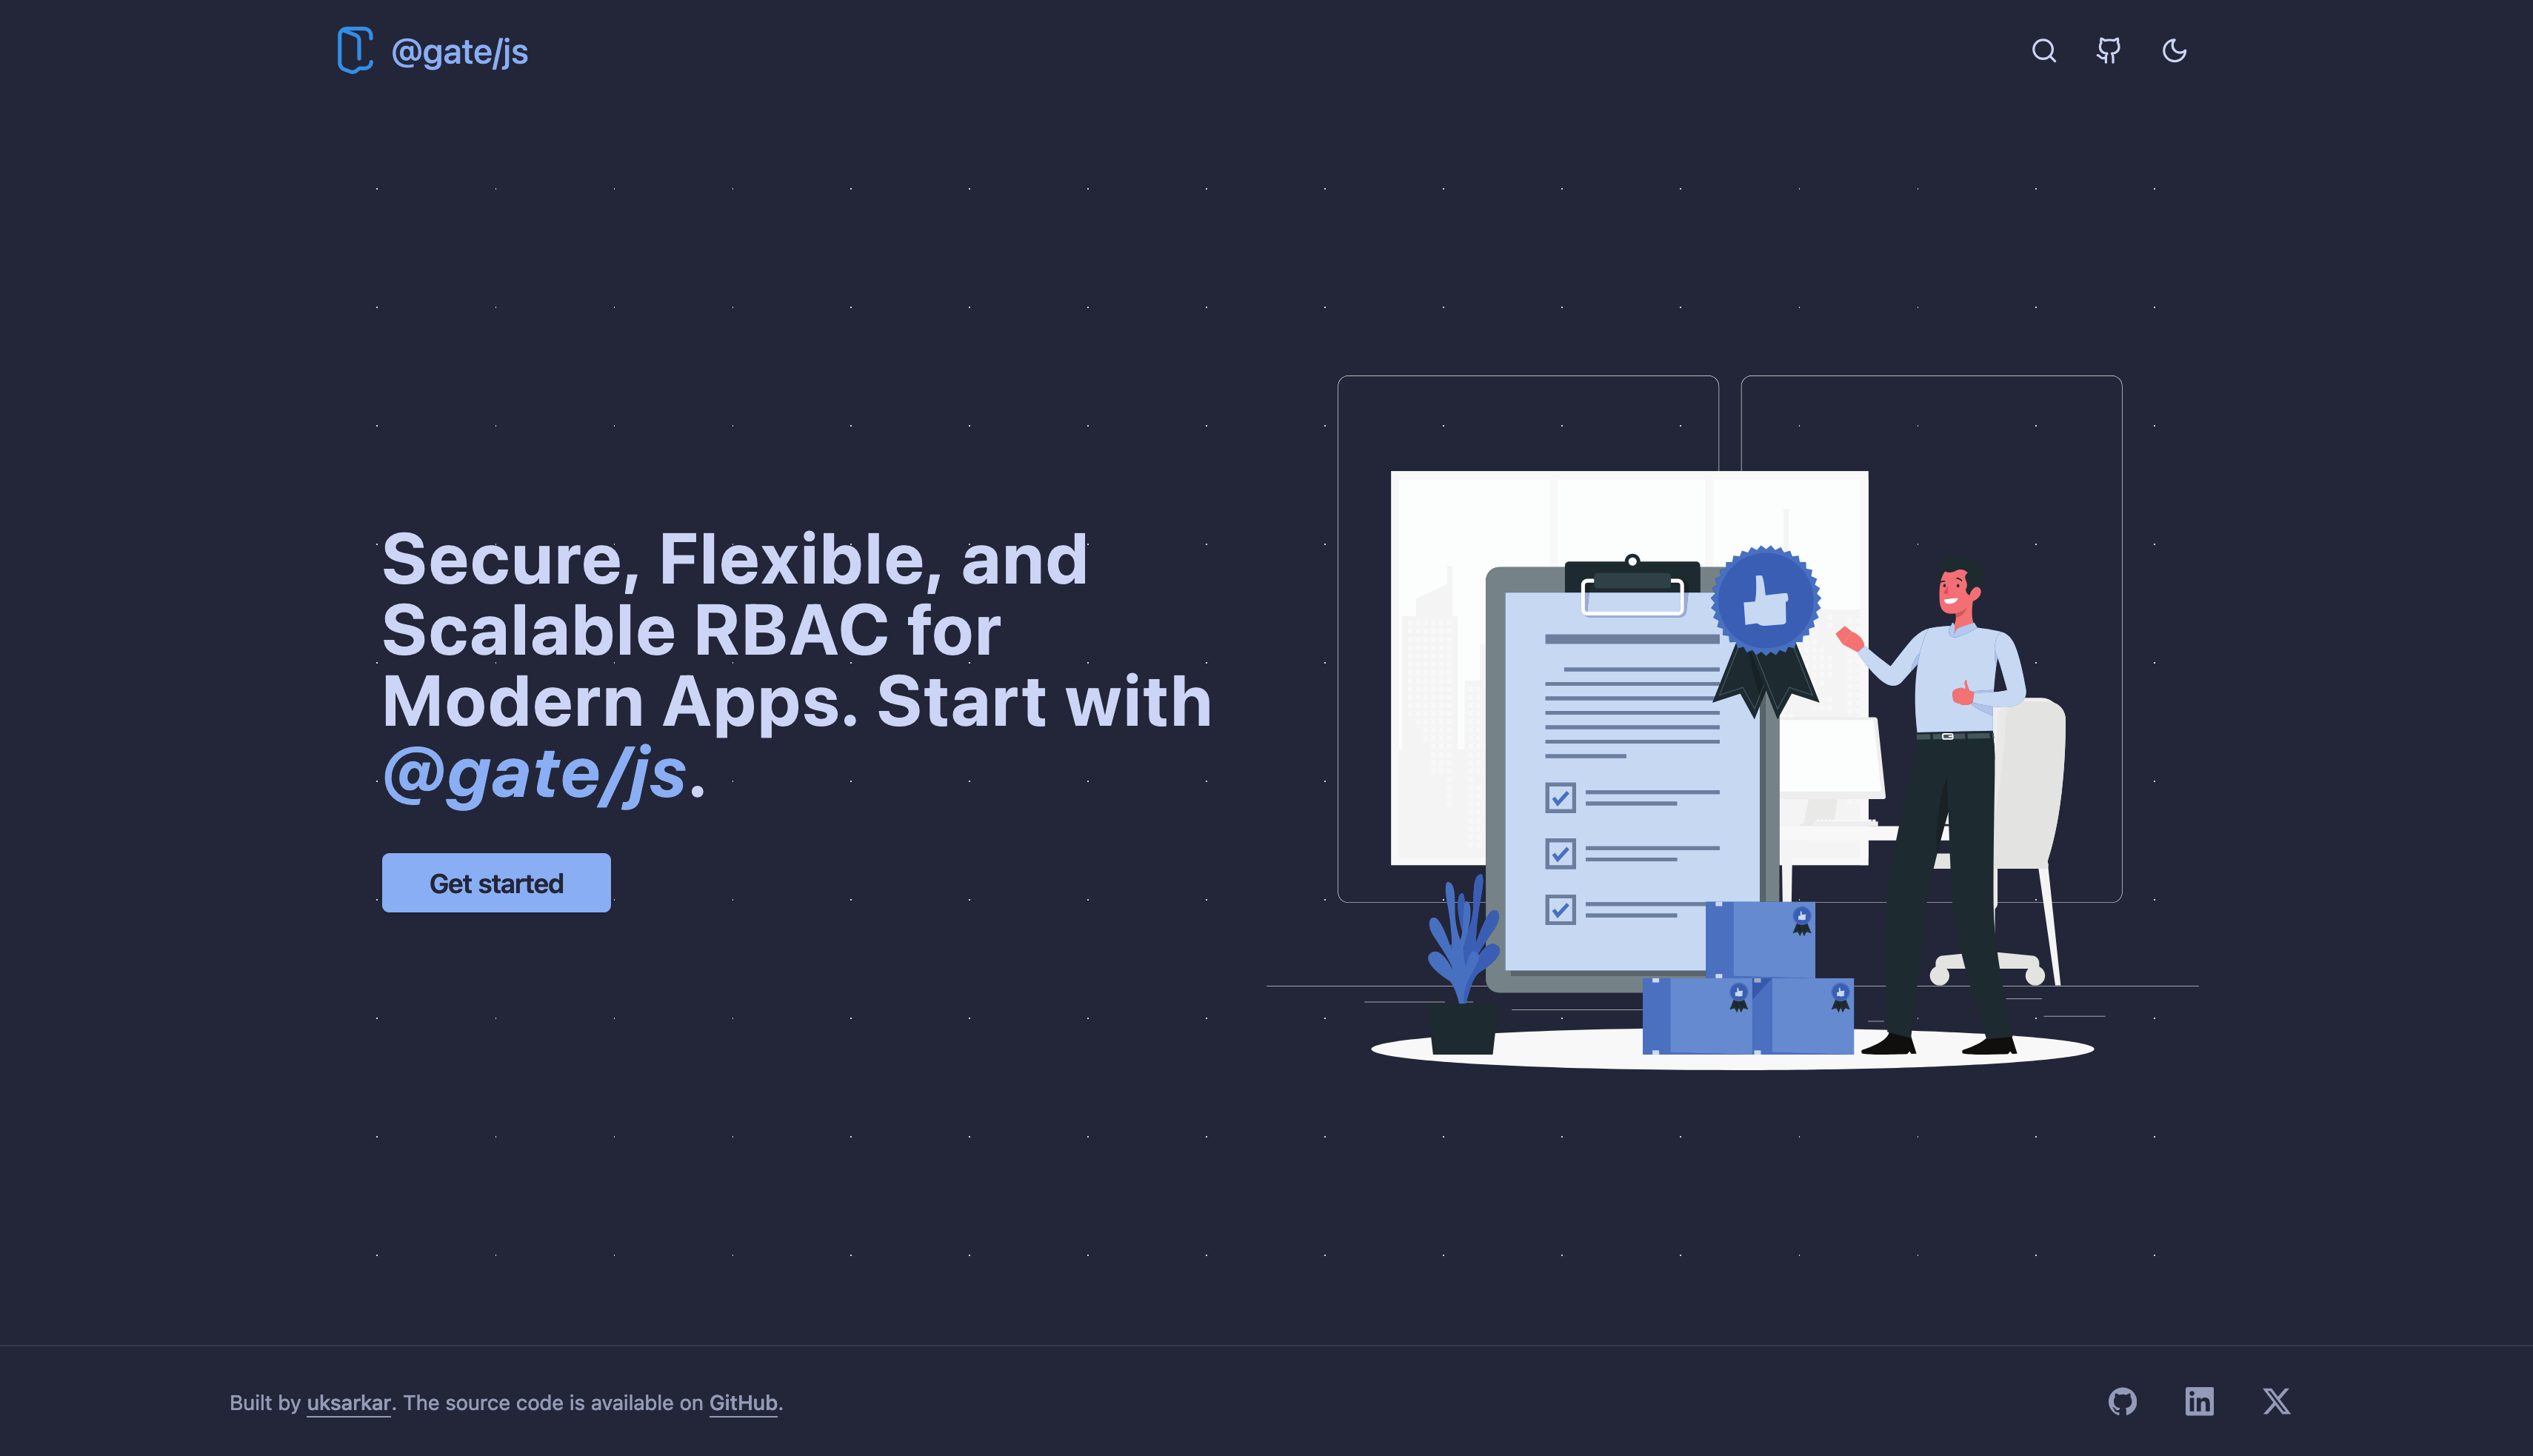 @gate/js
Secure, Flexible, and
Scalable RBAC for
Modern Apps. Start with
@gate/js.
Get started
Built by uksarkar. The source code is available on GitHub.